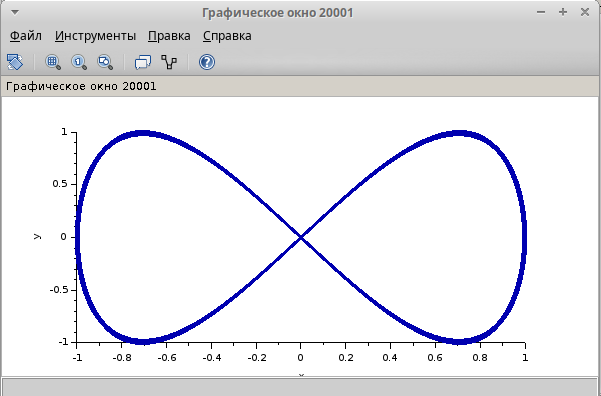 Графическое окно 20001
Файл Инструменты Правка Справка
Графическое окно 20001
1
0.5
0
-0.5
-1
y
-1 -0.8 -0.6 -0.4 -0.2 0 0.2 0.4 0.6 0.8 1